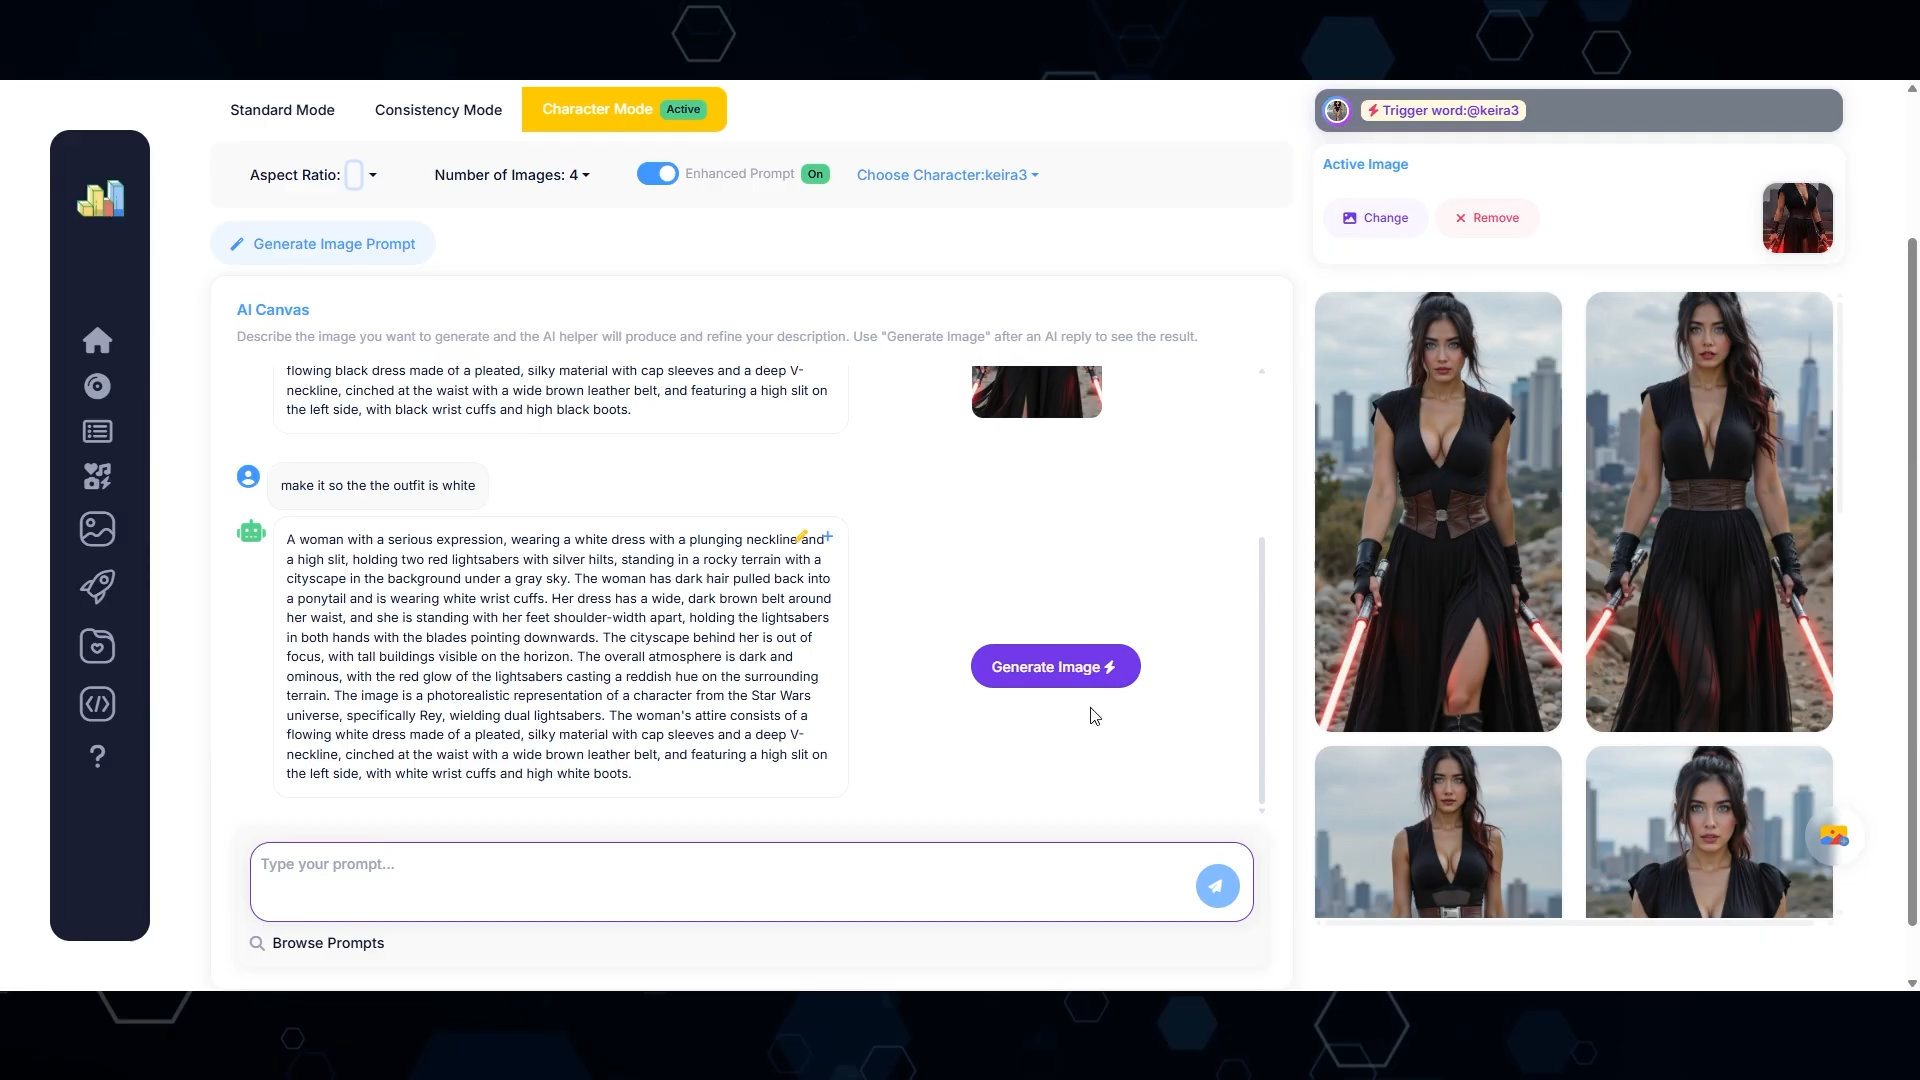 Standard Mode
Consistency Mode
Character Mode Active
Trigger word:@keira3
Aspect Ratio:
Number of Images: 4
Enhanced Prompt On
Choose Character:keira3
Active Image
Change
Remove
Generate Image Prompt
AI Canvas
Describe the image you want to generate and the AI helper will produce and refine your description. Use "Generate Image" after an AI reply to see the result.
flowing black dress made of a pleated, silky material with cap sleeves and a deep V-
neckline, cinched at the waist with a wide brown leather belt, and featuring a high slit on
the left side, with black wrist cuffs and high black boots.
make it so the the outfit is white
A woman with a serious expression, wearing a white dress with a plunging neckline and
a high slit, holding two red lightsabers with silver hilts, standing in a rocky terrain with a
cityscape in the background under a gray sky. The woman has dark hair pulled back into
a ponytail and is wearing white wrist cuffs. Her dress has a wide, dark brown belt around
her waist, and she is standing with her feet shoulder-width apart, holding the lightsabers
in both hands with the blades pointing downwards. The cityscape behind her is out of
focus, with tall buildings visible on the horizon. The overall atmosphere is dark and
ominous, with the red glow of the lightsabers casting a reddish hue on the surrounding
terrain. The image is a photorealistic representation of a character from the Star Wars
universe, specifically Rey, wielding dual lightsabers. The woman's attire consists of a
flowing white dress made of a pleated, silky material with cap sleeves and a deep V-
neckline, cinched at the waist with a wide brown leather belt, and featuring a high slit on
the left side, with white wrist cuffs and high white boots.
Generate Image
Type your prompt...
Browse Prompts